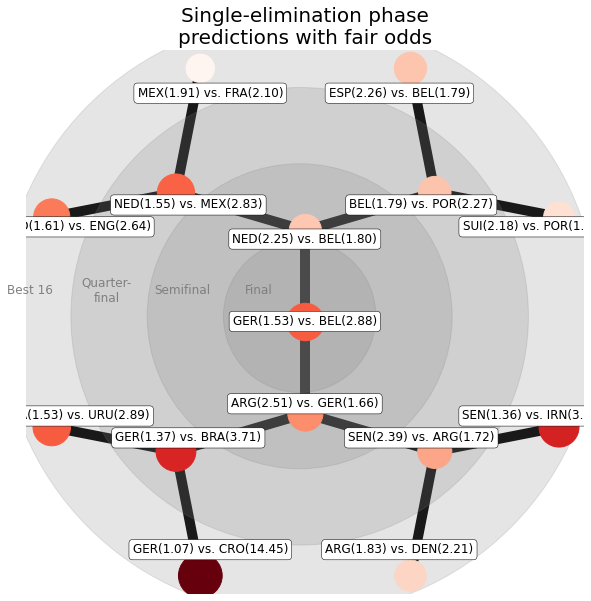 Single-elimination phase
predictions with fair odds
MEX(1.91) vs. FRA(2.10)
ESP(2.26) vs. BEL(1.79)
NED(1.55) vs. MEX(2.83)
BEL(1.79) vs. POR(2.27)
(1.61) vs. ENG(2.64)
SUI(2.18) vs. POR(1.
NED(2.25) vs. BEL(1.80)
Best 16
Quarter-
final
Semifinal
Final
GER(1.53) vs. BEL(2.88)
ARG(2.51) vs. GER(1.66)
(1.53) vs. URU(2.89)
SEN(1.36) vs. IRN(3.
GER(1.37) vs. BRA(3.71)
SEN(2.39) vs. ARG(1.72)
GER(1.07) vs. CRO(14.45)
ARG(1.83) vs. DEN(2.21)